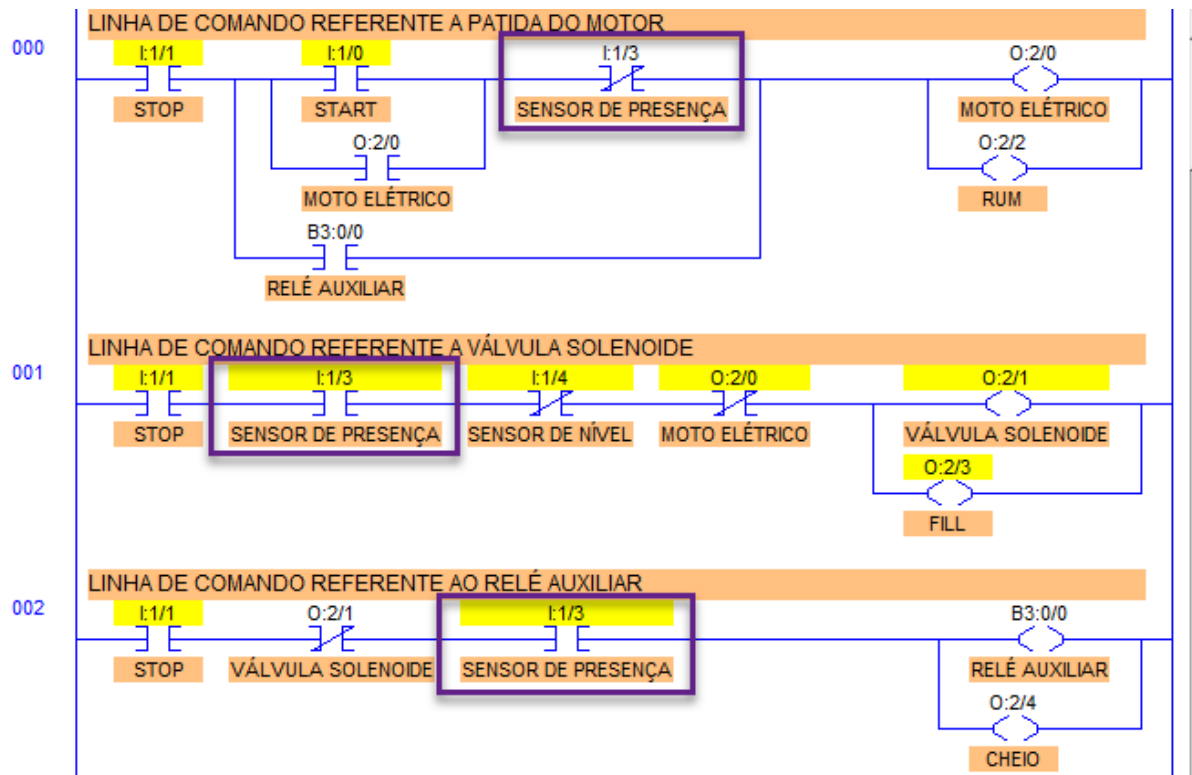 LINHA DE COMANDO REFERENTE A PATIDA DO MOTOR
000
I:1/1 I:1/0 I:1/3 O:2/0
STOP START SENSOR DE PRESENÇA MOTO ELÉTRICO
O:2/0 O:2/2
MOTO ELÉTRICO RUM
B3:0/0
RELÉ AUXILIAR
LINHA DE COMANDO REFERENTE A VÁLVULA SOLENOIDE
001
I:1/1 I:1/3 I:1/4 O:2/0 O:2/1
STOP SENSOR DE PRESENÇA SENSOR DE NÍVEL MOTO ELÉTRICO VÁLVULA SOLENOIDE
O:2/3
FILL
LINHA DE COMANDO REFERENTE AO RELÉ AUXILIAR
002
I:1/1 O:2/1 I:1/3 B3:0/0
STOP VÁLVULA SOLENOIDE SENSOR DE PRESENÇA RELÉ AUXILIAR
O:2/4
CHEIO